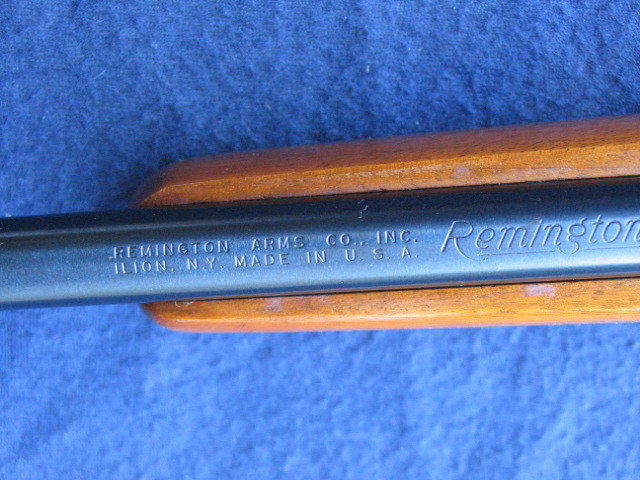 REMINGTON ARMS CO., INC.
ILION, N.Y. MADE IN U.S.A.
Remington